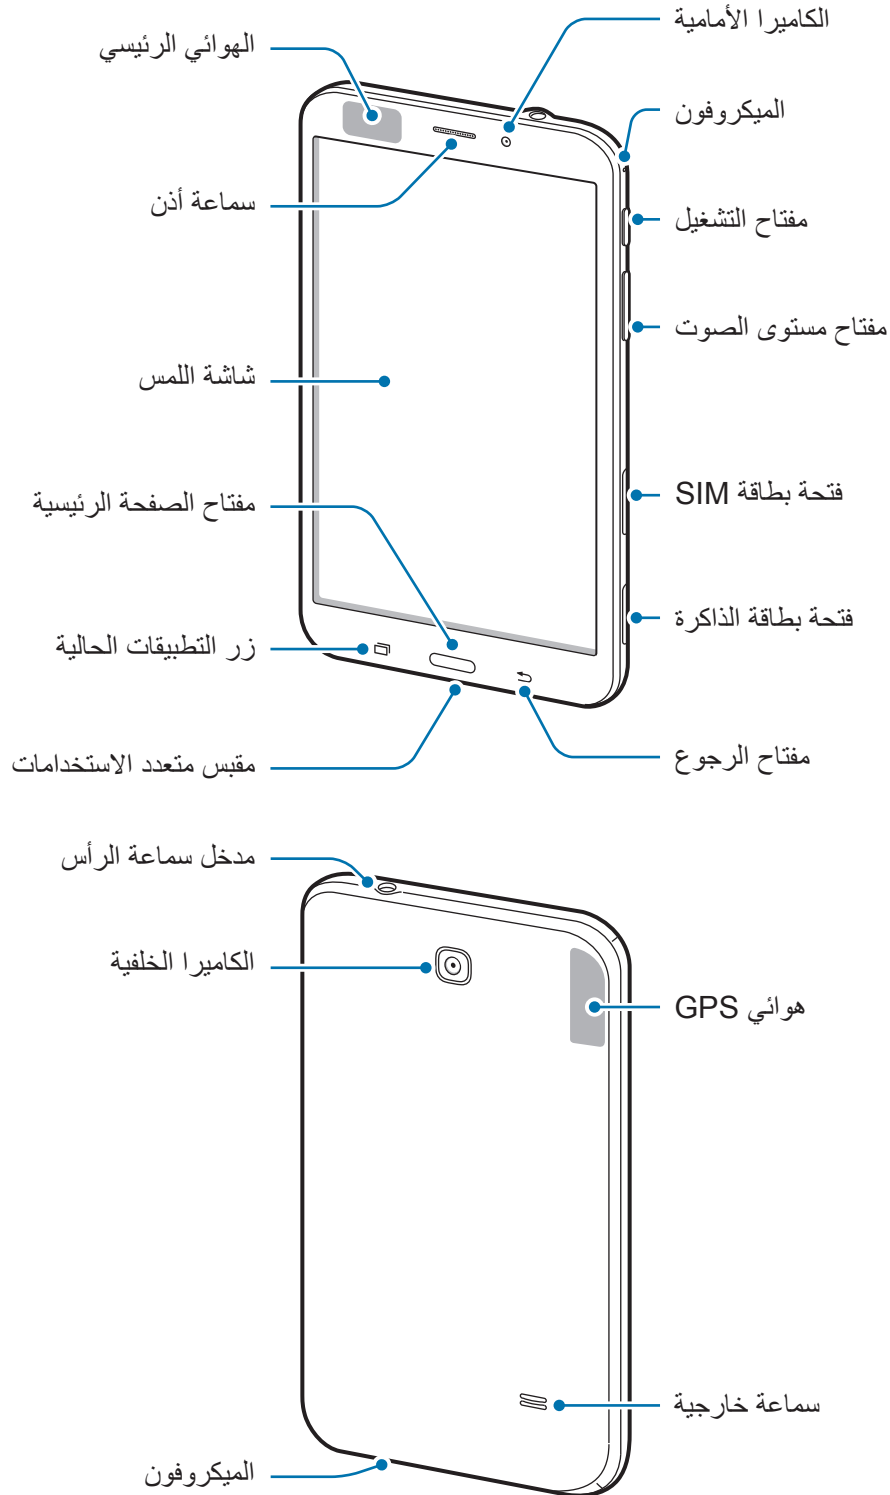 الكاميرا الأمامية
الهوائي الرئيسي
الميكروفون
سماعة أذن
مفتاح التشغيل
مفتاح مستوى الصوت
شاشة اللمس
فتحة بطاقة SIM
مفتاح الصفحة الرئيسية
فتحة بطاقة الذاكرة
زر التطبيقات الحالية
مفتاح الرجوع
مقبس متعدد الاستخدامات
مدخل سماعة الرأس
الكاميرا الخلفية
هوائي GPS
سماعة خارجية
الميكروفون